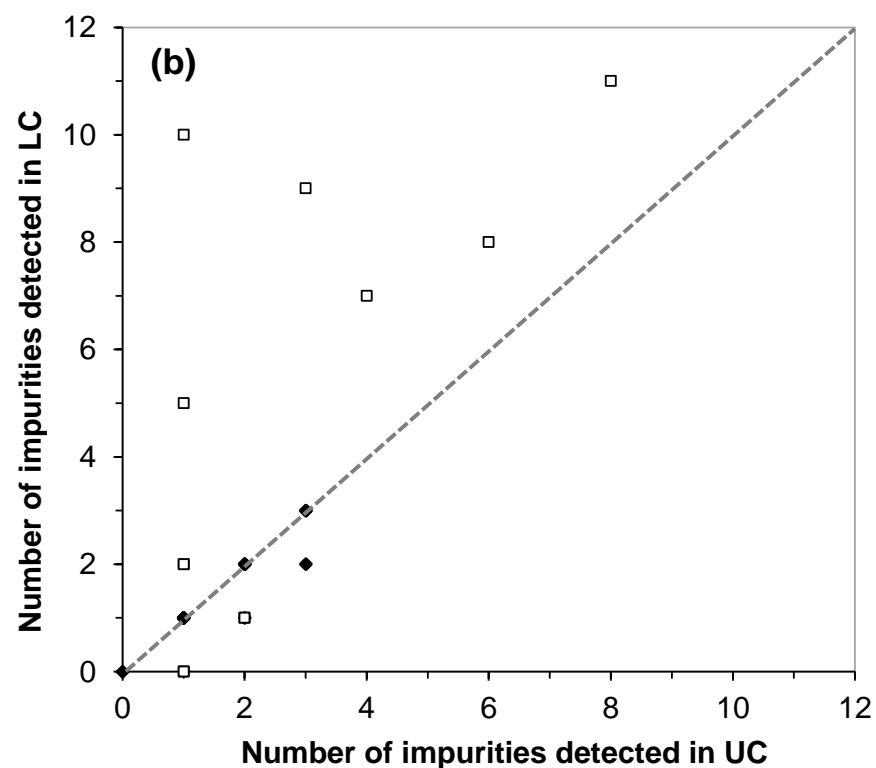 (b)
Number of impurities detected in LC
12
10
8
6
4
2
0
0 2 4 6 8 10 12
Number of impurities detected in UC